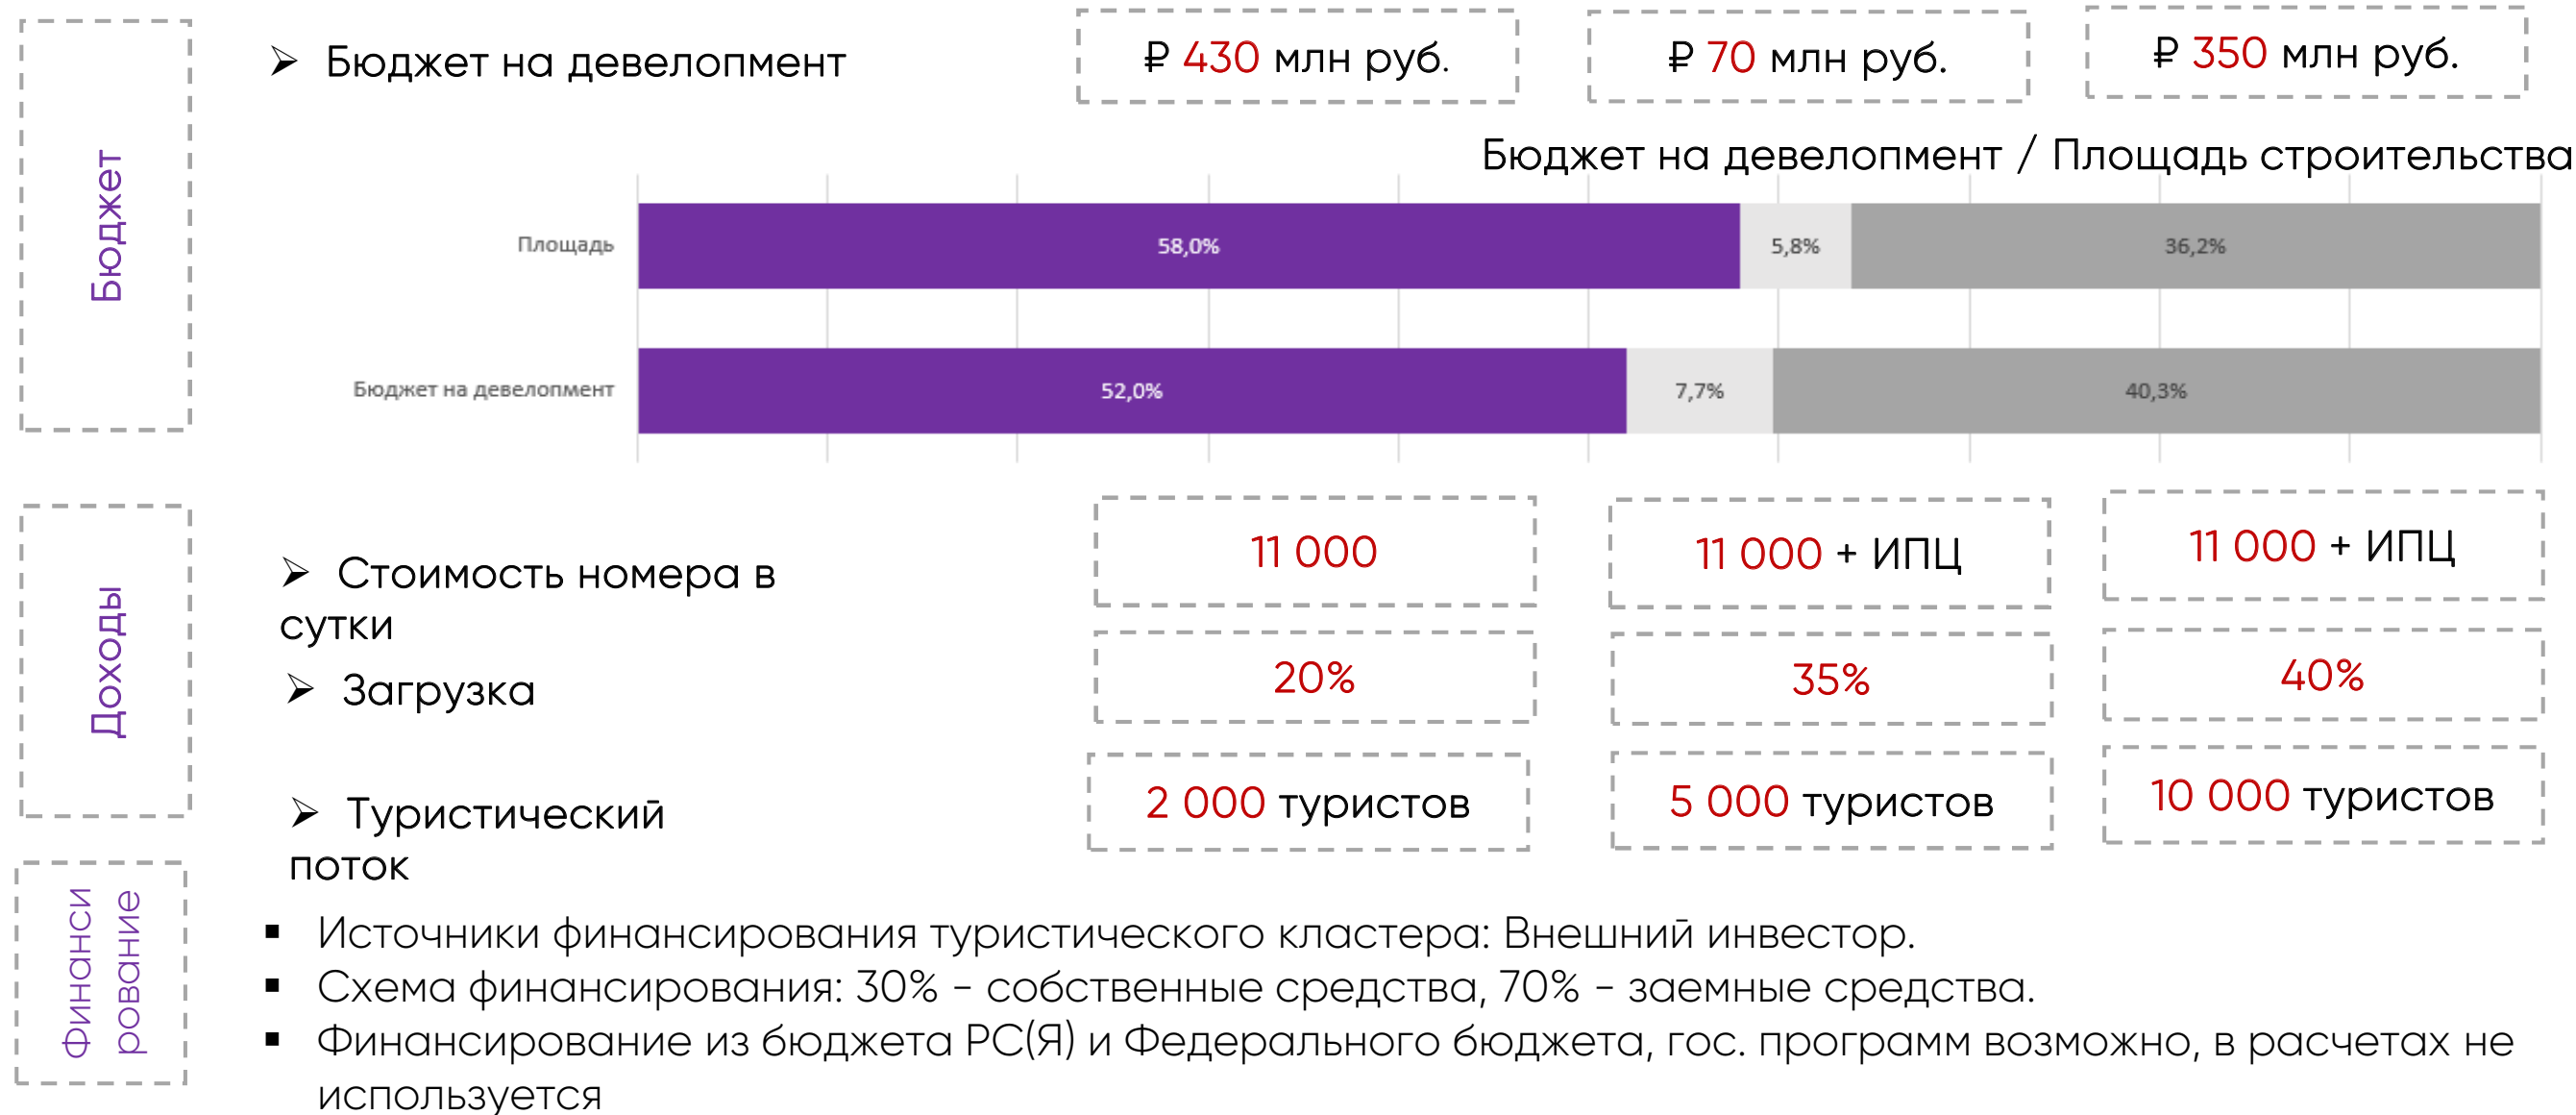 Бюджет
➢ Бюджет на девелопмент
₽ 430 млн руб.
₽ 70 млн руб.
₽ 350 млн руб.
Бюджет на девелопмент / Площадь строительства
Площадь
58,0%
5,8%
36,2%
Бюджет на девелопмент
52,0%
7,7%
40,3%
Доходы
➢ Стоимость номера в
сутки
11 000
11 000 + ИПЦ
11 000 + ИПЦ
➢ Загрузка
20%
35%
40%
➢ Туристический
поток
2 000 туристов
5 000 туристов
10 000 туристов
Финанси
рование
▪ Источники финансирования туристического кластера: Внешний инвестор.
▪ Схема финансирования: 30% - собственные средства, 70% - заемные средства.
▪ Финансирование из бюджета РС(Я) и Федерального бюджета, гос. программ возможно, в расчетах не
используется